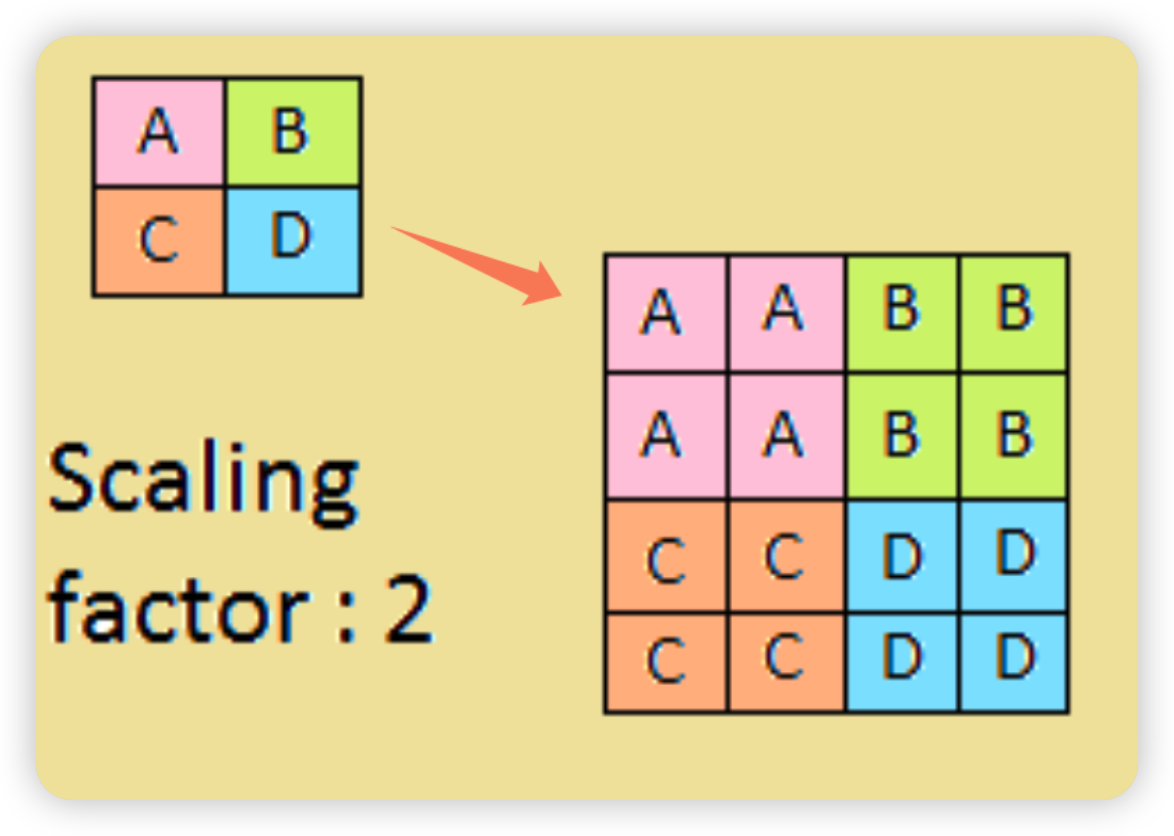 A B
C D
A A B B
A A B B
C C D D
C C D D
Scaling
factor : 2